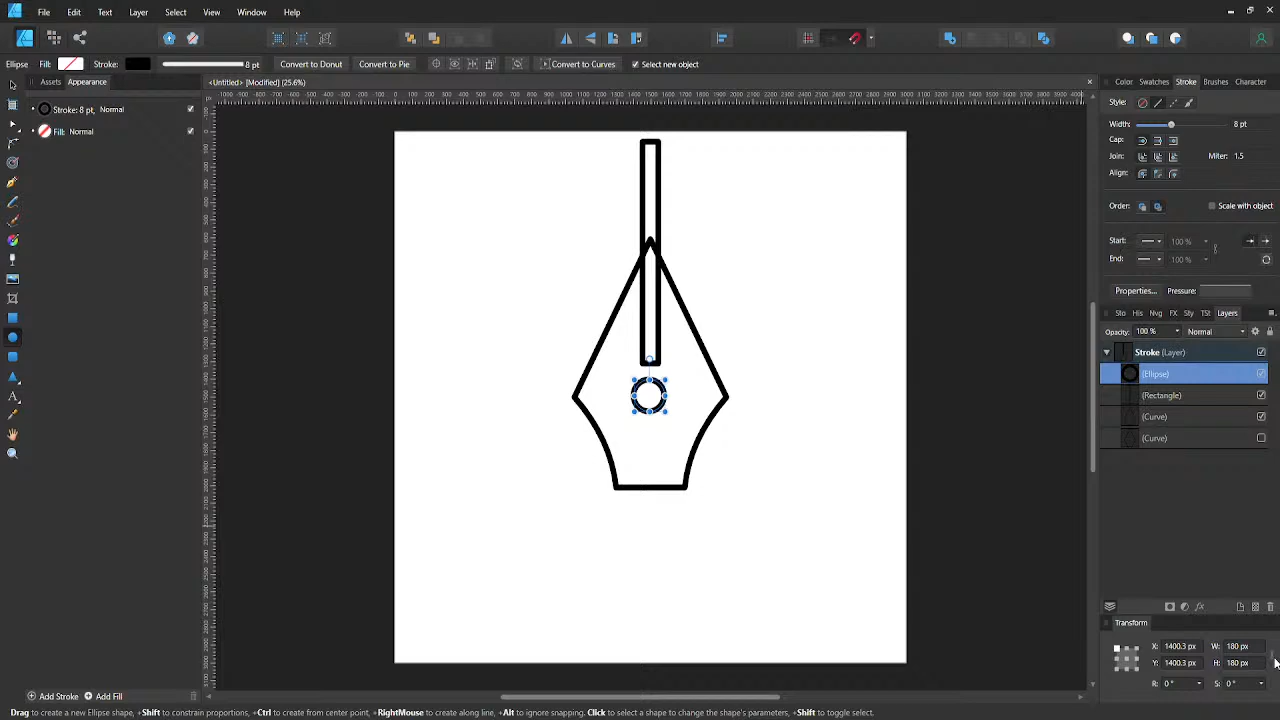 File Edit Text Layer Select View Window Help
Ellipse Fill: Stroke: 8 pt Convert to Donut Convert to Pie Convert to Curves Select new object
Assets Appearance
<Untitled> [Modified] (25.6%)
Color Swatches Stroke Brushes Character
Stroke: 8 pt, Normal
Fill: Normal
Style:
Width: 8 pt
Cap:
Join: Miter: 1.5
Align:
Order: Scale with object
Start: 100 %
End: 100 %
Properties... Pressure:
Sto His Nav FX Sty TSt Layers
Opacity: 100 % Normal
Stroke (Layer)
(Ellipse)
(Rectangle)
(Curve)
(Curve)
Transform
X: 1400.3 px W: 180 px
Y: 1400.3 px H: 180 px
R: 0 ° S: 0 °
Add Stroke Add Fill
Drag to create a new Ellipse shape, +Shift to constrain proportions, +Ctrl to create from center point, +RightMouse to create along line, +Alt to ignore snapping. Click to select a shape to change the shape's parameters, +Shift to toggle select.